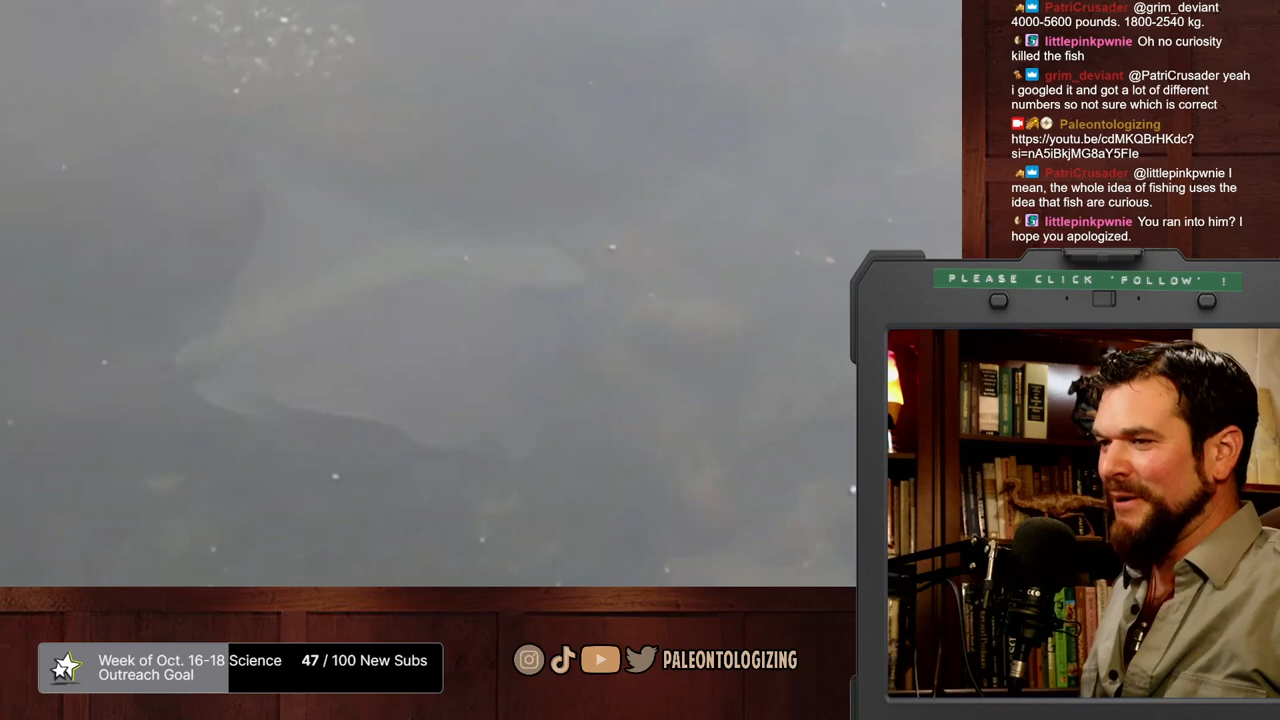 PatriCrusader @grim_deviant
4000-5600 pounds. 1800-2540 kg.
littlepinkpwnie Oh no curiosity
killed the fish
grim_deviant @PatriCrusader yeah
i googled it and got a lot of different
numbers so not sure which is correct
Paleontologizing
https://youtu.be/cdMKQBrHKdc?
si=nA5iBkjMG8aY5FIe
PatriCrusader @littlepinkpwnie I
mean, the whole idea of fishing uses the
idea that fish are curious.
littlepinkpwnie You ran into him? I
hope you apologized.
PLEASE CLICK "FOLLOW" !
Week of Oct. 16-18 Science
Outreach Goal
47 / 100 New Subs
PALEONTOLOGIZING